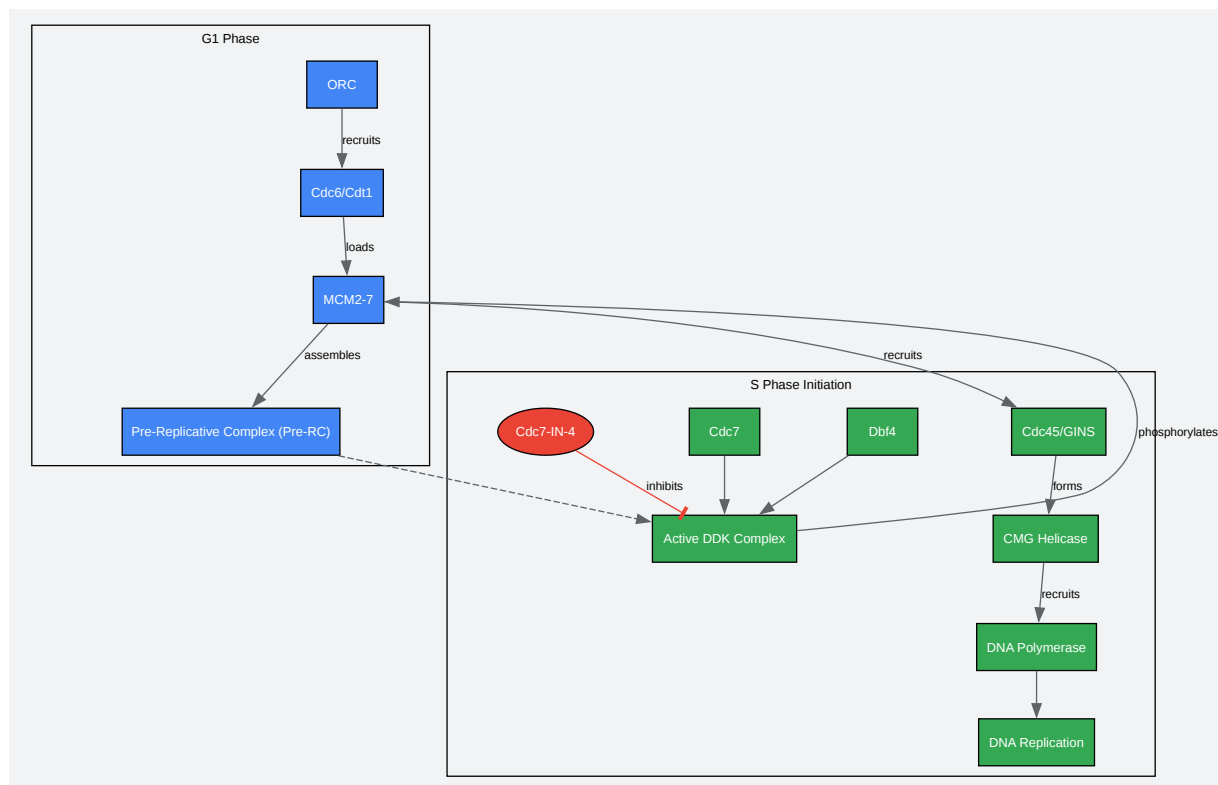 G1 Phase
ORC
recruits
Cdc6/Cdt1
loads
MCM2-7
assembles
Pre-Replicative Complex (Pre-RC)
recruits
S Phase Initiation
Cdc7-IN-4
Cdc7
Dbf4
Cdc45/GINS
phosphorylates
inhibits
forms
Active DDK Complex
CMG Helicase
recruits
DNA Polymerase
DNA Replication